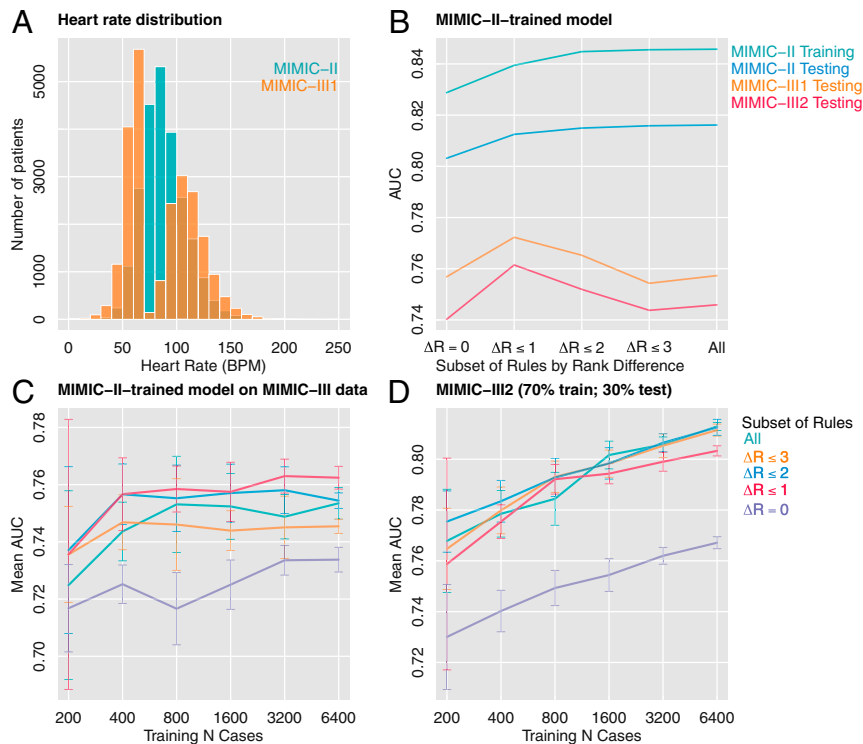 A Heart rate distribution
Number of patients
5000
3000
1000
0
MIMIC−II
MIMIC−III1
0 50 100 150 200 250
Heart Rate (BPM)
B MIMIC−II−trained model
AUC
0.84
0.82
0.80
0.78
0.76
0.74
ΔR = 0 ΔR ≤ 1 ΔR ≤ 2 ΔR ≤ 3 All
Subset of Rules by Rank Difference
MIMIC−II Training
MIMIC−II Testing
MIMIC−III1 Testing
MIMIC−III2 Testing
C MIMIC−II−trained model on MIMIC−III data
Mean AUC
0.78
0.76
0.74
0.72
0.70
200 400 800 1600 3200 6400
Training N Cases
D MIMIC−III2 (70% train; 30% test)
Mean AUC
0.80
0.78
0.76
0.74
0.72
200 400 800 1600 3200 6400
Training N Cases
Subset of Rules
All
ΔR ≤ 3
ΔR ≤ 2
ΔR ≤ 1
ΔR = 0